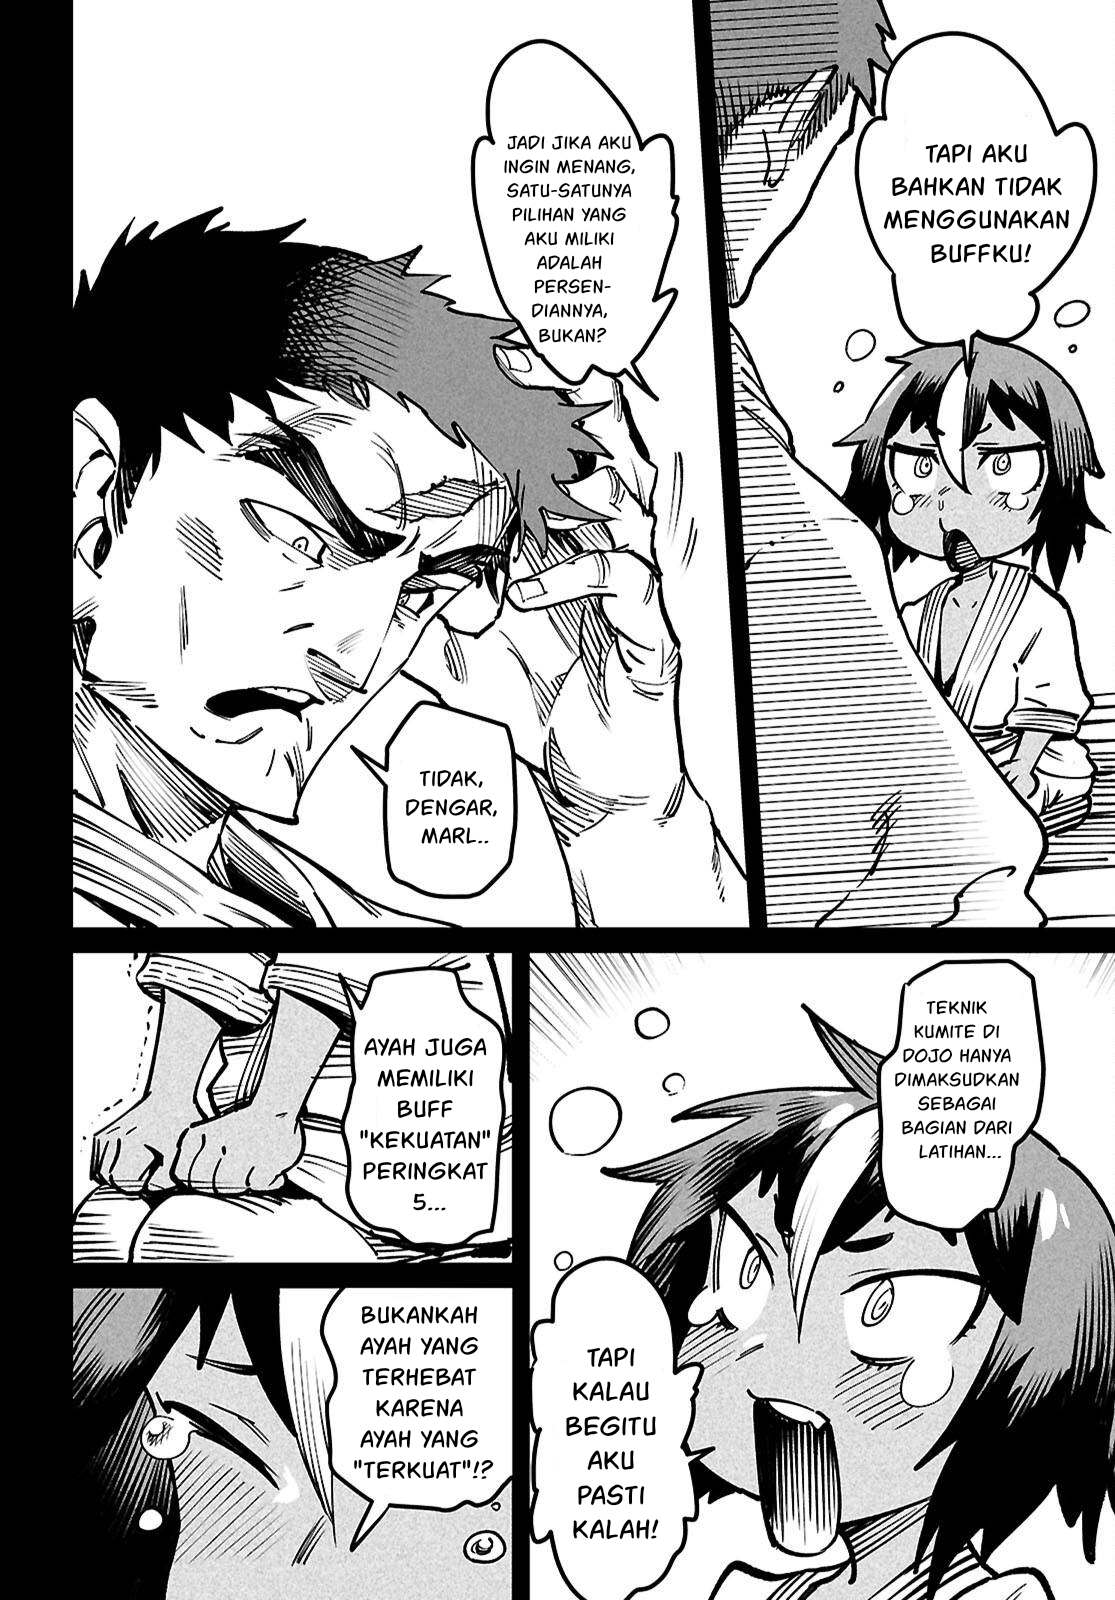 TAPI AKU
BAHKAN TIDAK
MENGGUNAKAN
BUFFKU!
JADI JIKA AKU
INGIN MENANG,
SATU-SATUNYA
PILIHAN YANG
AKU MILIKI
ADALAH
PERSEN-
DIANNYA,
BUKAN?
TIDAK,
DENGAR,
MARL..
TEKNIK
KUMITE DI
DOJO HANYA
DIMAKSUDKAN
SEBAGAI
BAGIAN DARI
LATIHAN...
TAPI
KALAU
BEGITU
AKU
PASTI
KALAH!
AYAH JUGA
MEMILIKI
BUFF
"KEKUATAN"
PERINGKAT
5...
BUKANKAH
AYAH YANG
TERHEBAT
KARENA
AYAH YANG
"TERKUAT"!?